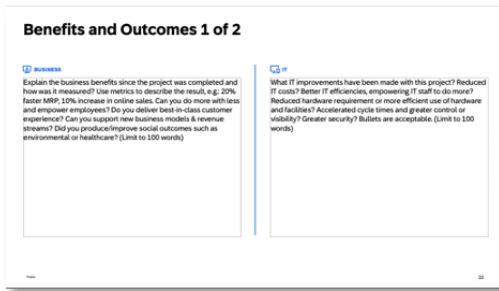 Benefits and Outcomes 1 of 2
BUSINESS
Explain the business benefits since the project was completed and
how was it measured? Use metrics to describe the result, e.g.: 20%
faster MRP, 10% increase in online sales. Can you do more with less
and empower employees? Do you deliver best-in-class customer
experience? Can you support new business models & revenue
streams? Did you produce/improve social outcomes such as
environmental or healthcare? (Limit to 100 words)
IT
What IT improvements have been made with this project? Reduced
IT costs? Better IT efficiencies, empowering IT staff to do more?
Reduced hardware requirement or more efficient use of hardware
and facilities? Accelerated cycle times and greater control or
visibility? Greater security? Bullets are acceptable. (Limit to 100
words)